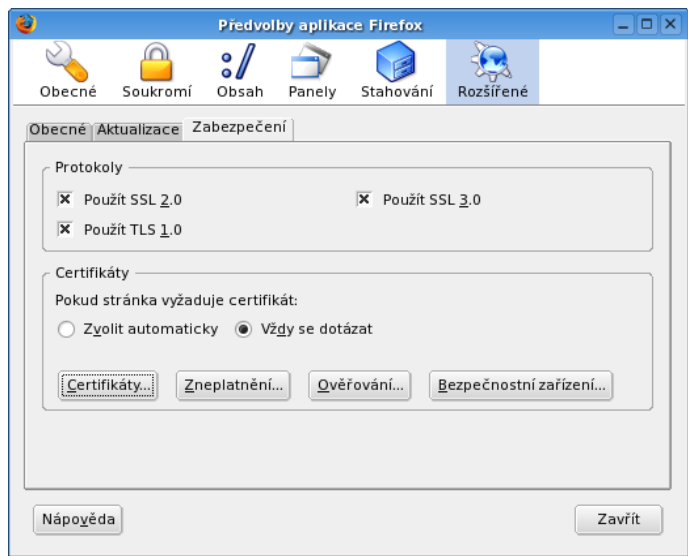 Předvolby aplikace Firefox
Obecné Soukromí Obsah Panely Stahování Rozšířené
Obecné Aktualizace Zabezpečení
Protokoly
Použít SSL 2.0 Použít SSL 3.0
Použít TLS 1.0
Certifikáty
Pokud stránka vyžaduje certifikát:
Zvolit automaticky Vždy se dotázat
Certifikáty... Zneplatnění... Ověřování... Bezpečnostní zařízení...
Nápověda Zavřít